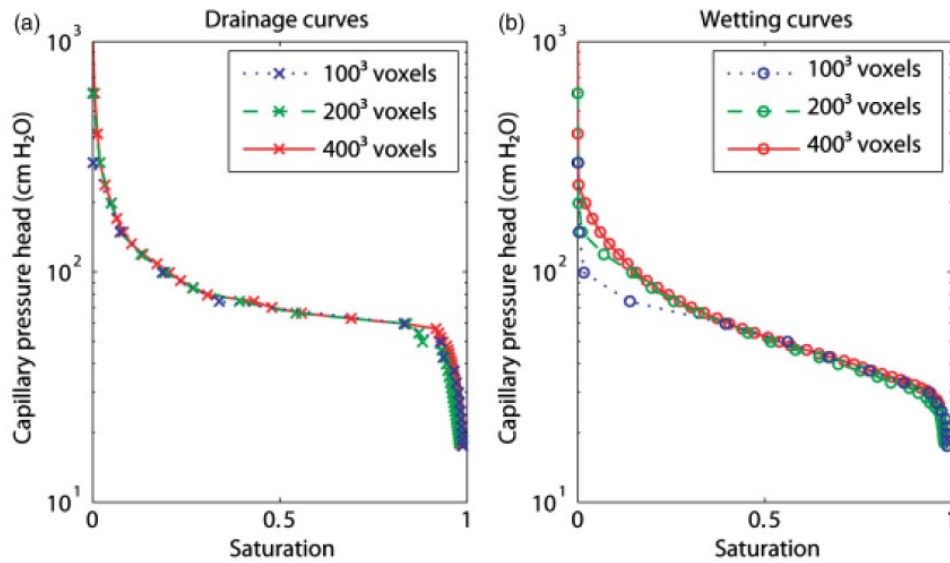 (a) Drainage curves
10³
100³ voxels
200³ voxels
400³ voxels
10²
10¹
Capillary pressure head (cm H₂O)
0 0.5 1
Saturation
(b) Wetting curves
10³
100³ voxels
200³ voxels
400³ voxels
10²
10¹
Capillary pressure head (cm H₂O)
0 0.5 1
Saturation